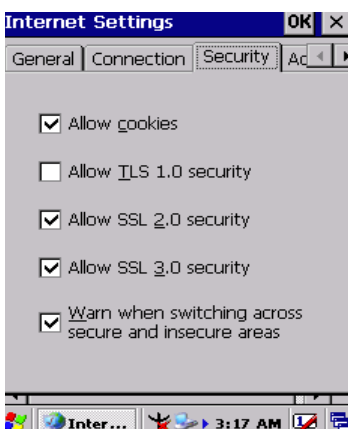 Internet Settings OK ×
General Connection Security
Allow cookies
Allow TLS 1.0 security
Allow SSL 2.0 security
Allow SSL 3.0 security
Warn when switching across
secure and insecure areas
Inter... 3:17 AM